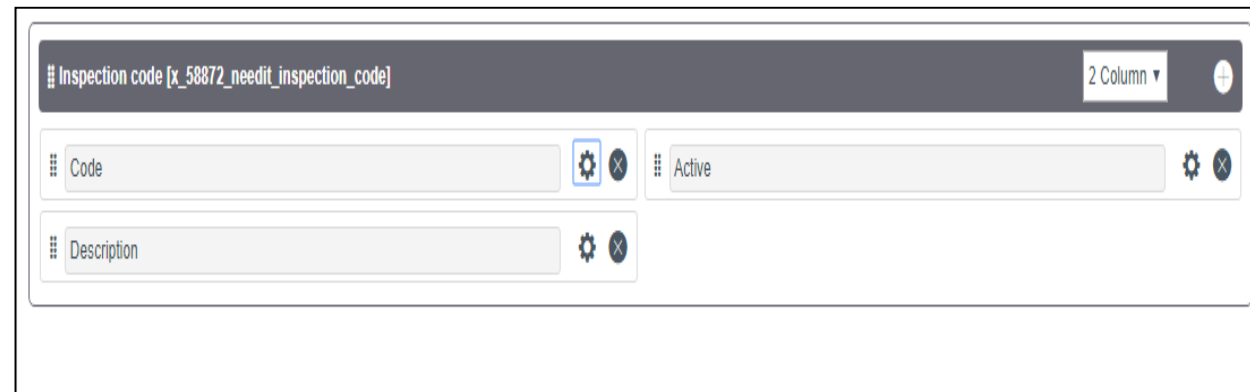 Inspection code [x_58872_needit_inspection_code]
2 Column
Code
Active
Description